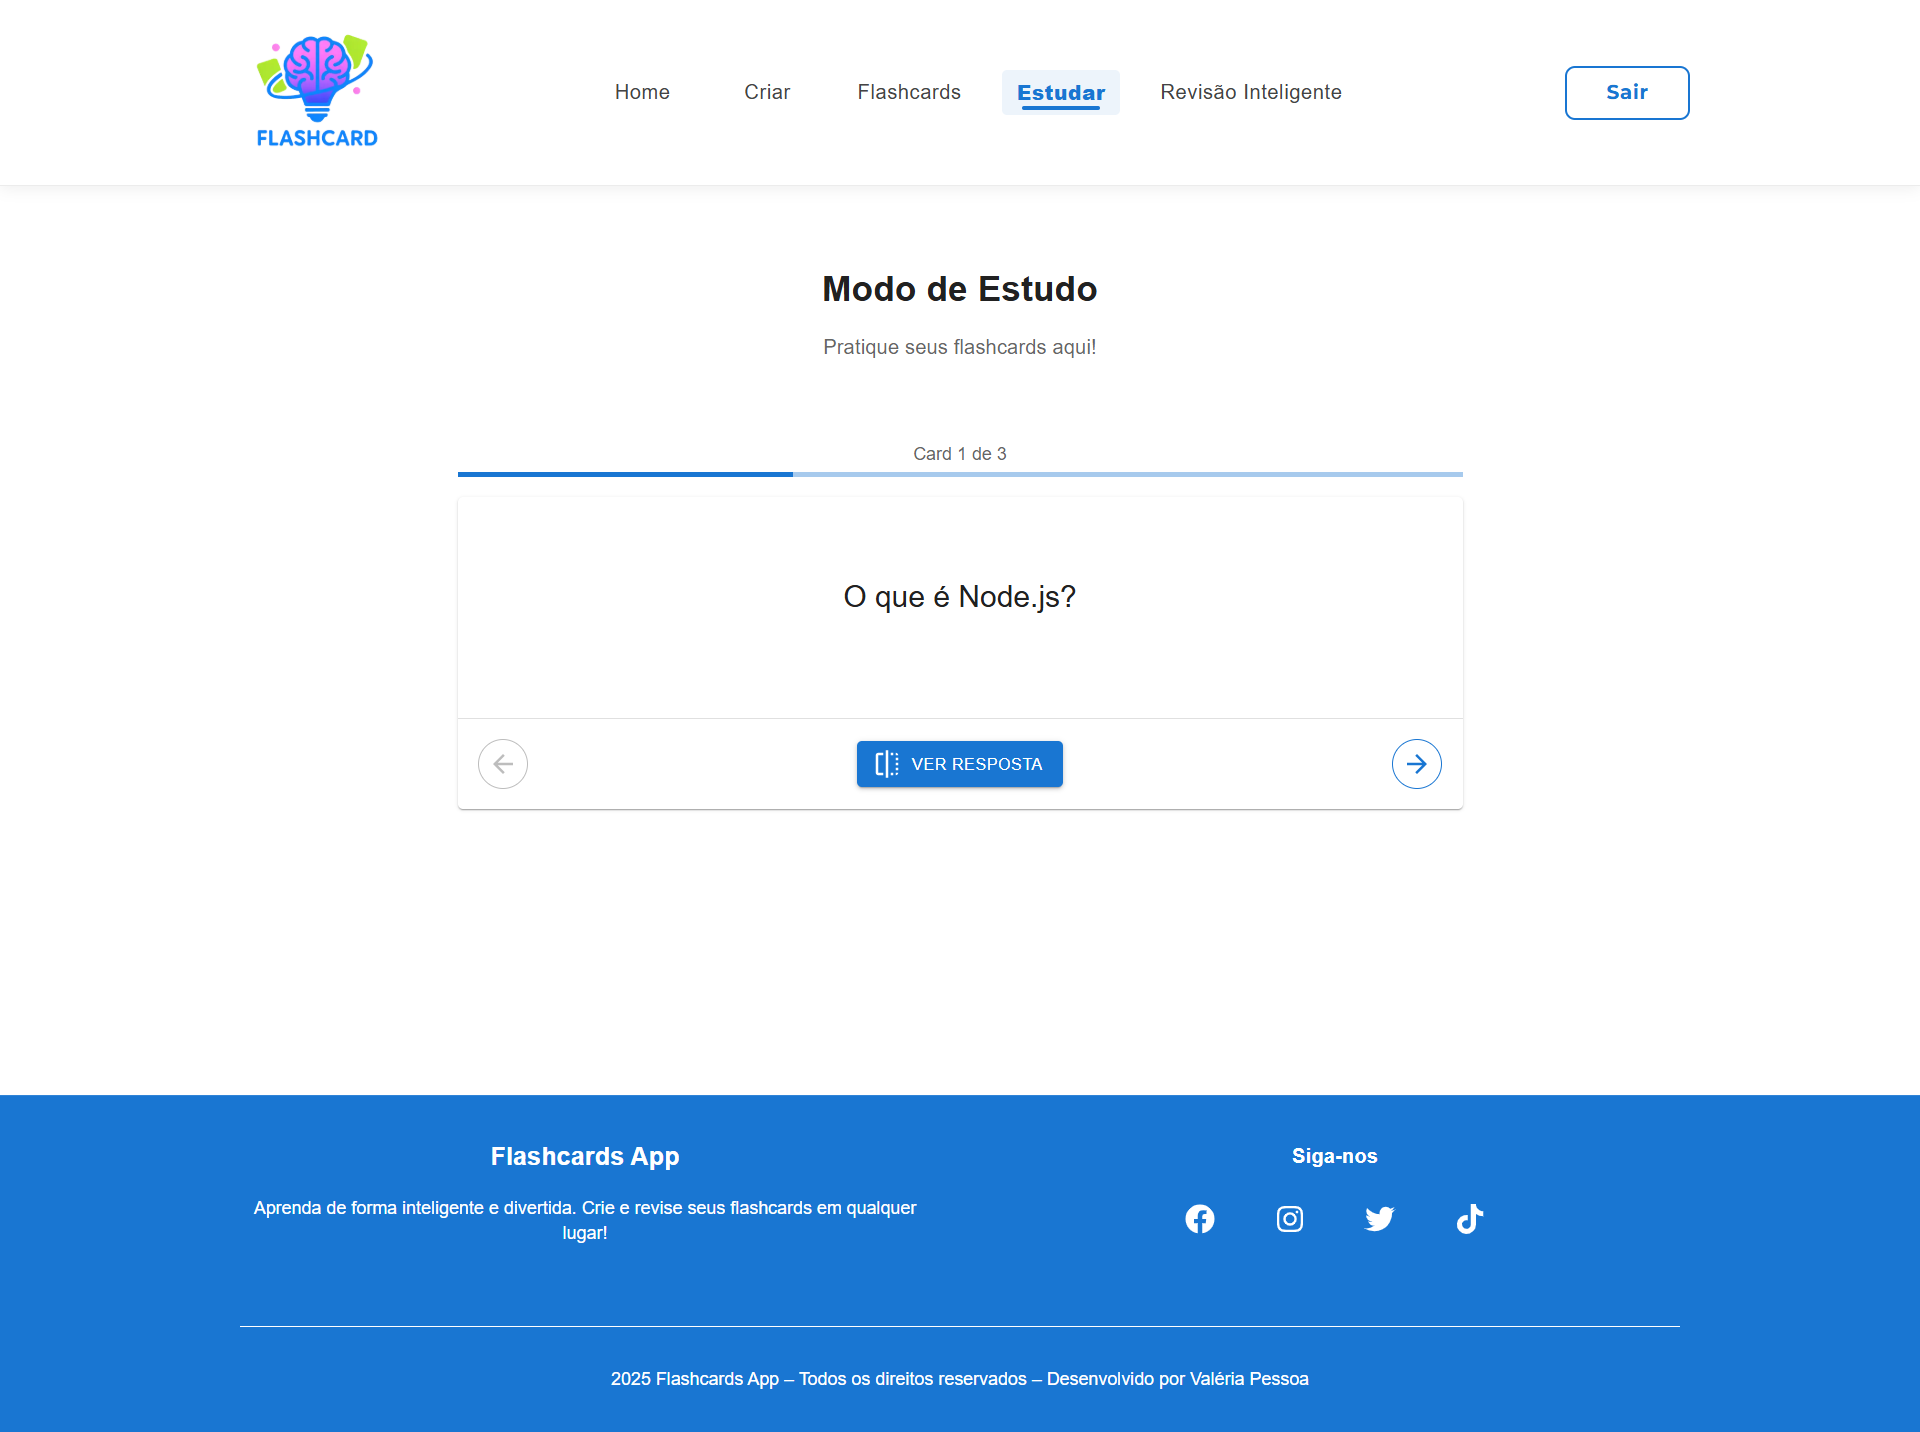 FLASHCARD
Home
Criar
Flashcards
Estudar
Revisão Inteligente
Sair
Modo de Estudo
Pratique seus flashcards aqui!
Card 1 de 3
O que é Node.js?
VER RESPOSTA
Flashcards App
Aprenda de forma inteligente e divertida. Crie e revise seus flashcards em qualquer
lugar!
Siga-nos
2025 Flashcards App – Todos os direitos reservados – Desenvolvido por Valéria Pessoa